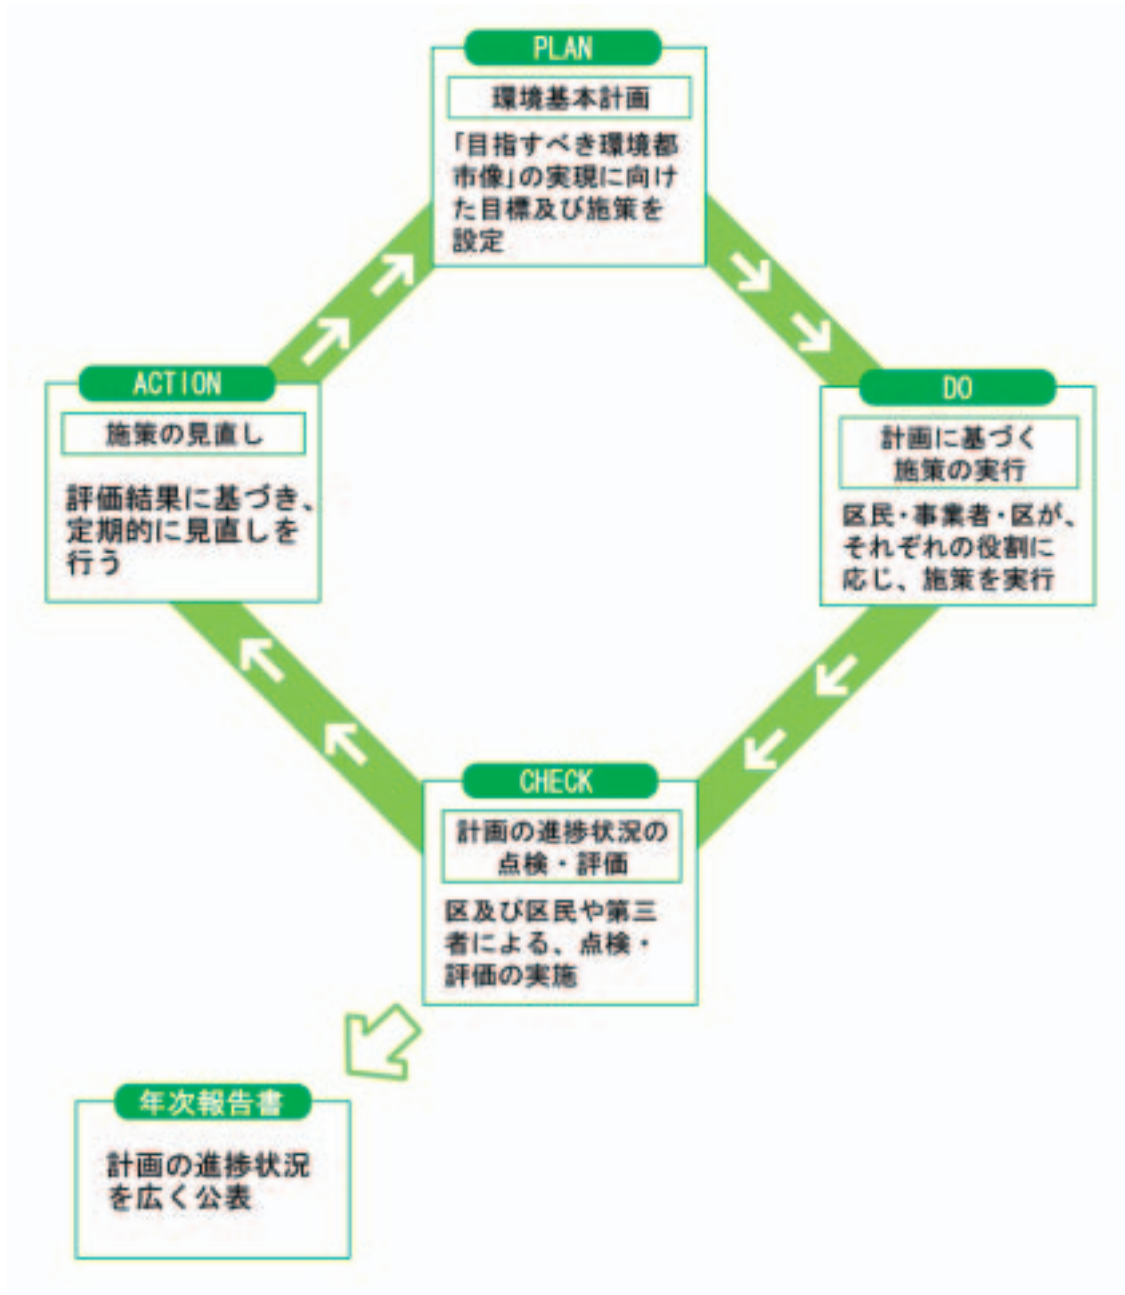 PLAN
環境基本計画
「目指すべき環境都
市像」の実現に向け
た目標及び施策を
設定
DO
計画に基づく
施策の実行
区民・事業者・区が、
それぞれの役割に
応じ、施策を実行
CHECK
計画の進捗状況の
点検・評価
区及び区民や第三
者による、点検・
評価の実施
ACTION
施策の見直し
評価結果に基づき、
定期的に見直しを
行う
年次報告書
計画の進捗状況
を広く公表